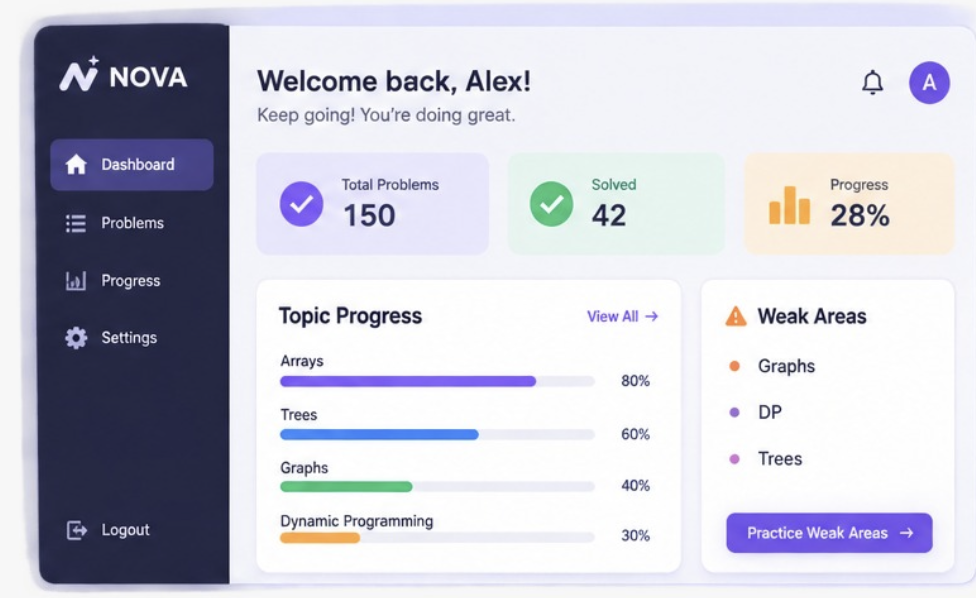 NOVA
Dashboard
Problems
Progress
Settings
Logout
Welcome back, Alex!
Keep going! You're doing great.
A
Total Problems
150
Solved
42
Progress
28%
Topic Progress
View All →
Arrays
80%
Trees
60%
Graphs
40%
Dynamic Programming
30%
Weak Areas
Graphs
DP
Trees
Practice Weak Areas →